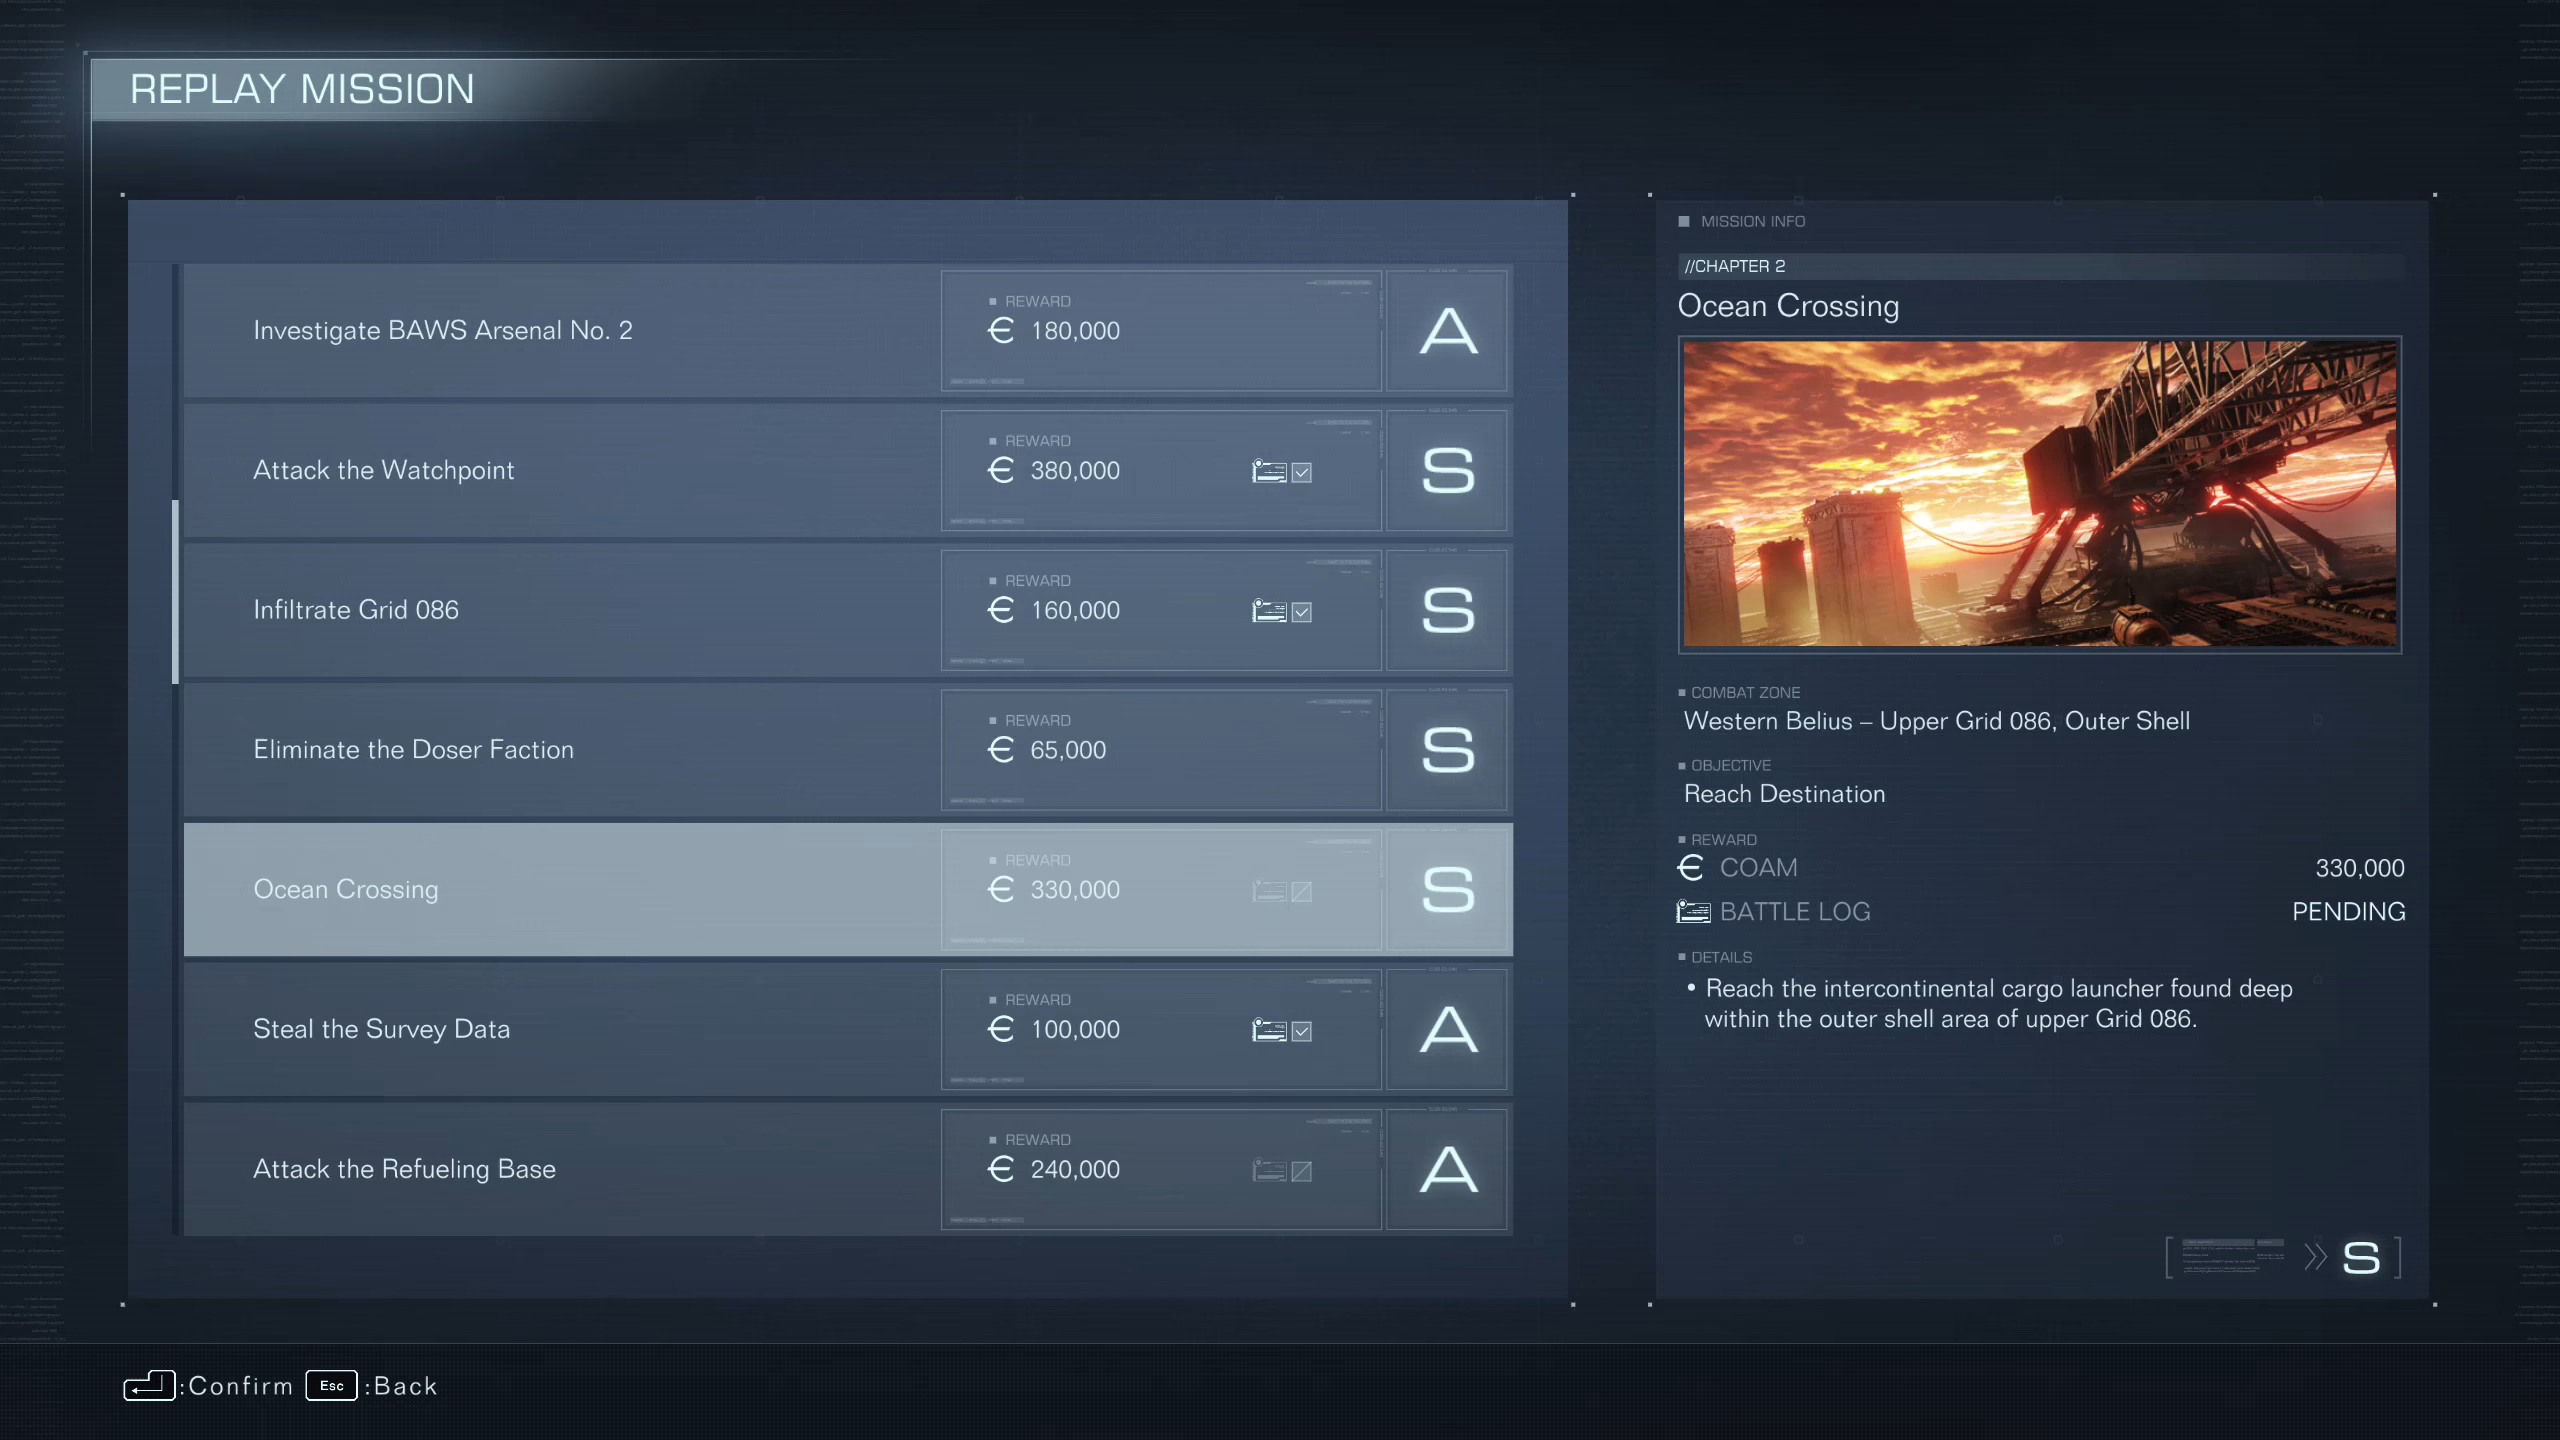 REPLAY MISSION
Investigate BAWS Arsenal No. 2
REWARD
180,000
A
Attack the Watchpoint
REWARD
380,000
S
Infiltrate Grid 086
REWARD
160,000
S
Eliminate the Doser Faction
REWARD
65,000
S
Ocean Crossing
REWARD
330,000
S
Steal the Survey Data
REWARD
100,000
A
Attack the Refueling Base
REWARD
240,000
A
MISSION INFO
//CHAPTER 2
Ocean Crossing
COMBAT ZONE
Western Belius – Upper Grid 086, Outer Shell
OBJECTIVE
Reach Destination
REWARD
COAM 330,000
BATTLE LOG PENDING
DETAILS
• Reach the intercontinental cargo launcher found deep
within the outer shell area of upper Grid 086.
S
:Confirm Esc :Back